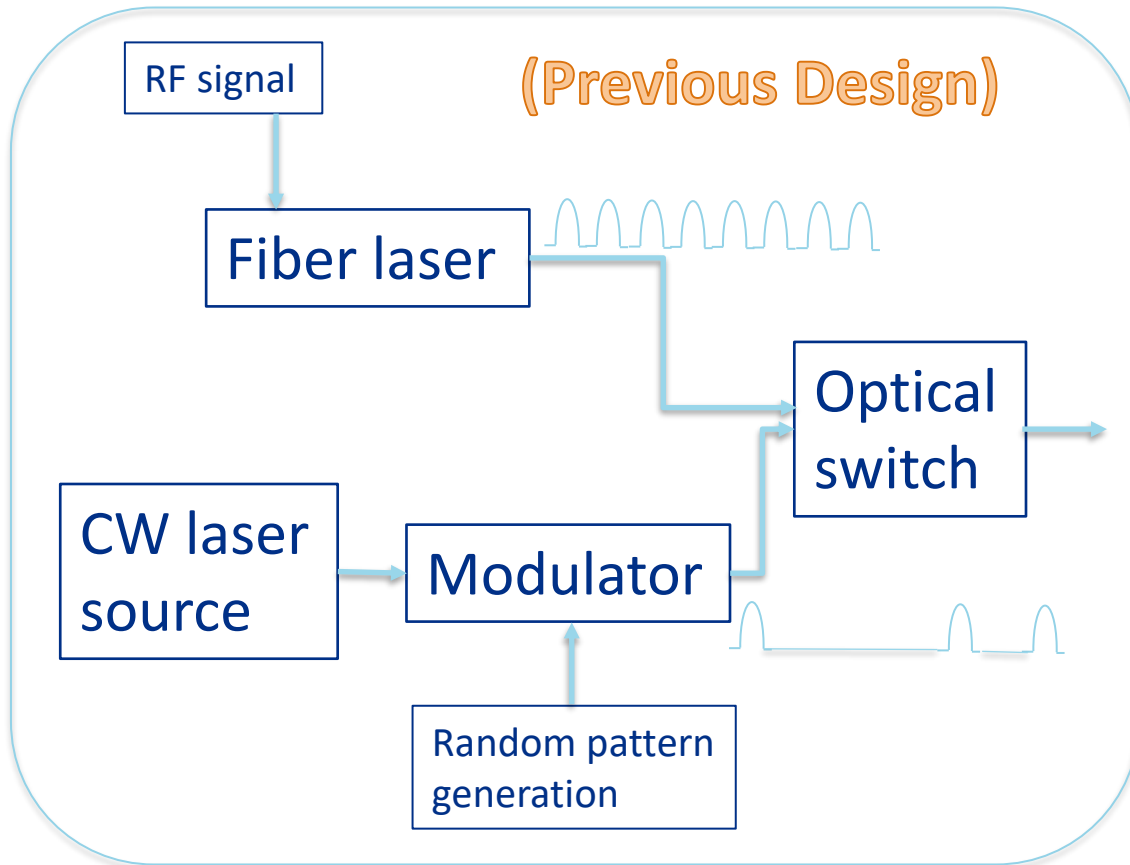 RF signal
(Previous Design)
Fiber laser
Optical
switch
CW laser
source
Modulator
Random pattern
generation